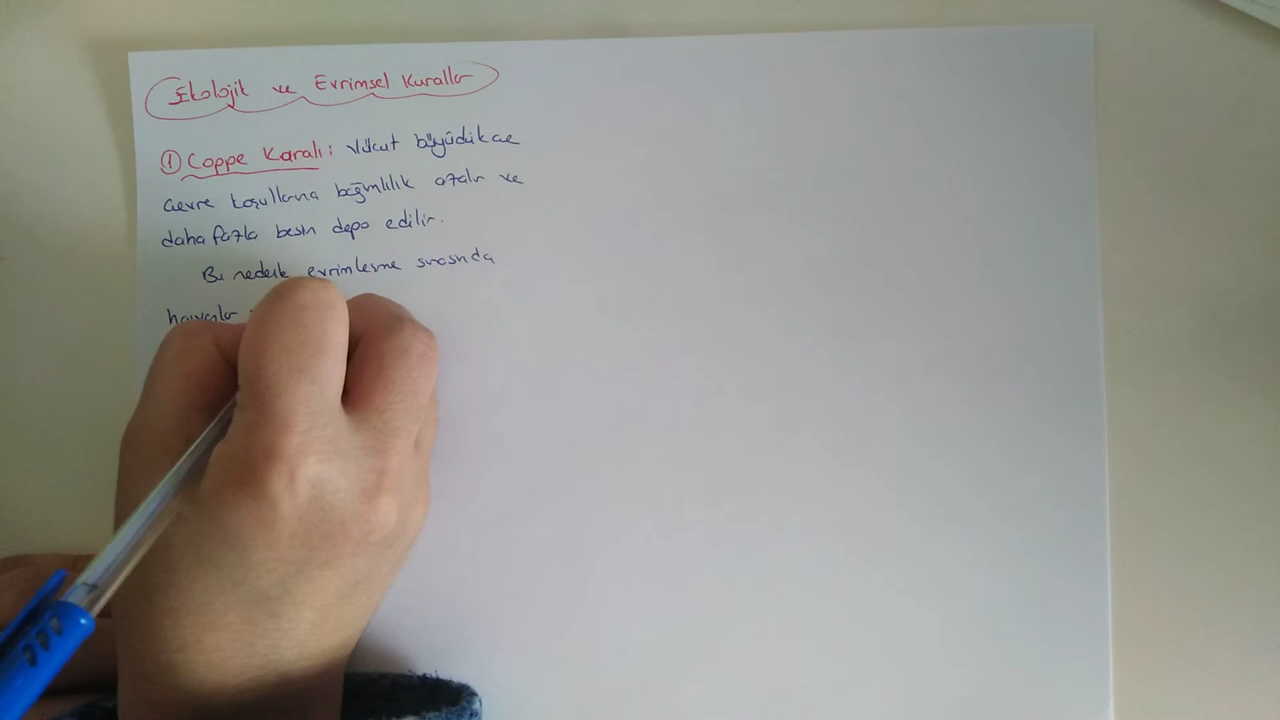 Ekolojik ve Evrimsel Kurallar
① Coppe Kuralı: Vücut büyüdükçe
çevre koşullarına bağımlılık azalır ve
daha fazla besin depo edilir.
Bu nedenle evrimleşme sırasında
hayvanlar